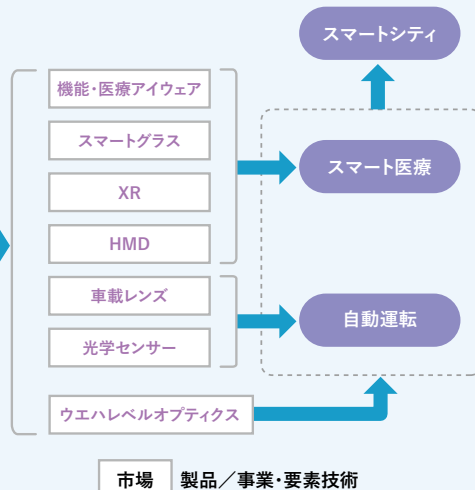 スマートシティ
機能・医療アイウェア
スマートグラス
スマート医療
XR
HMD
車載レンズ
自動運転
光学センサー
ウエハレベルオプティクス
市場 製品／事業・要素技術